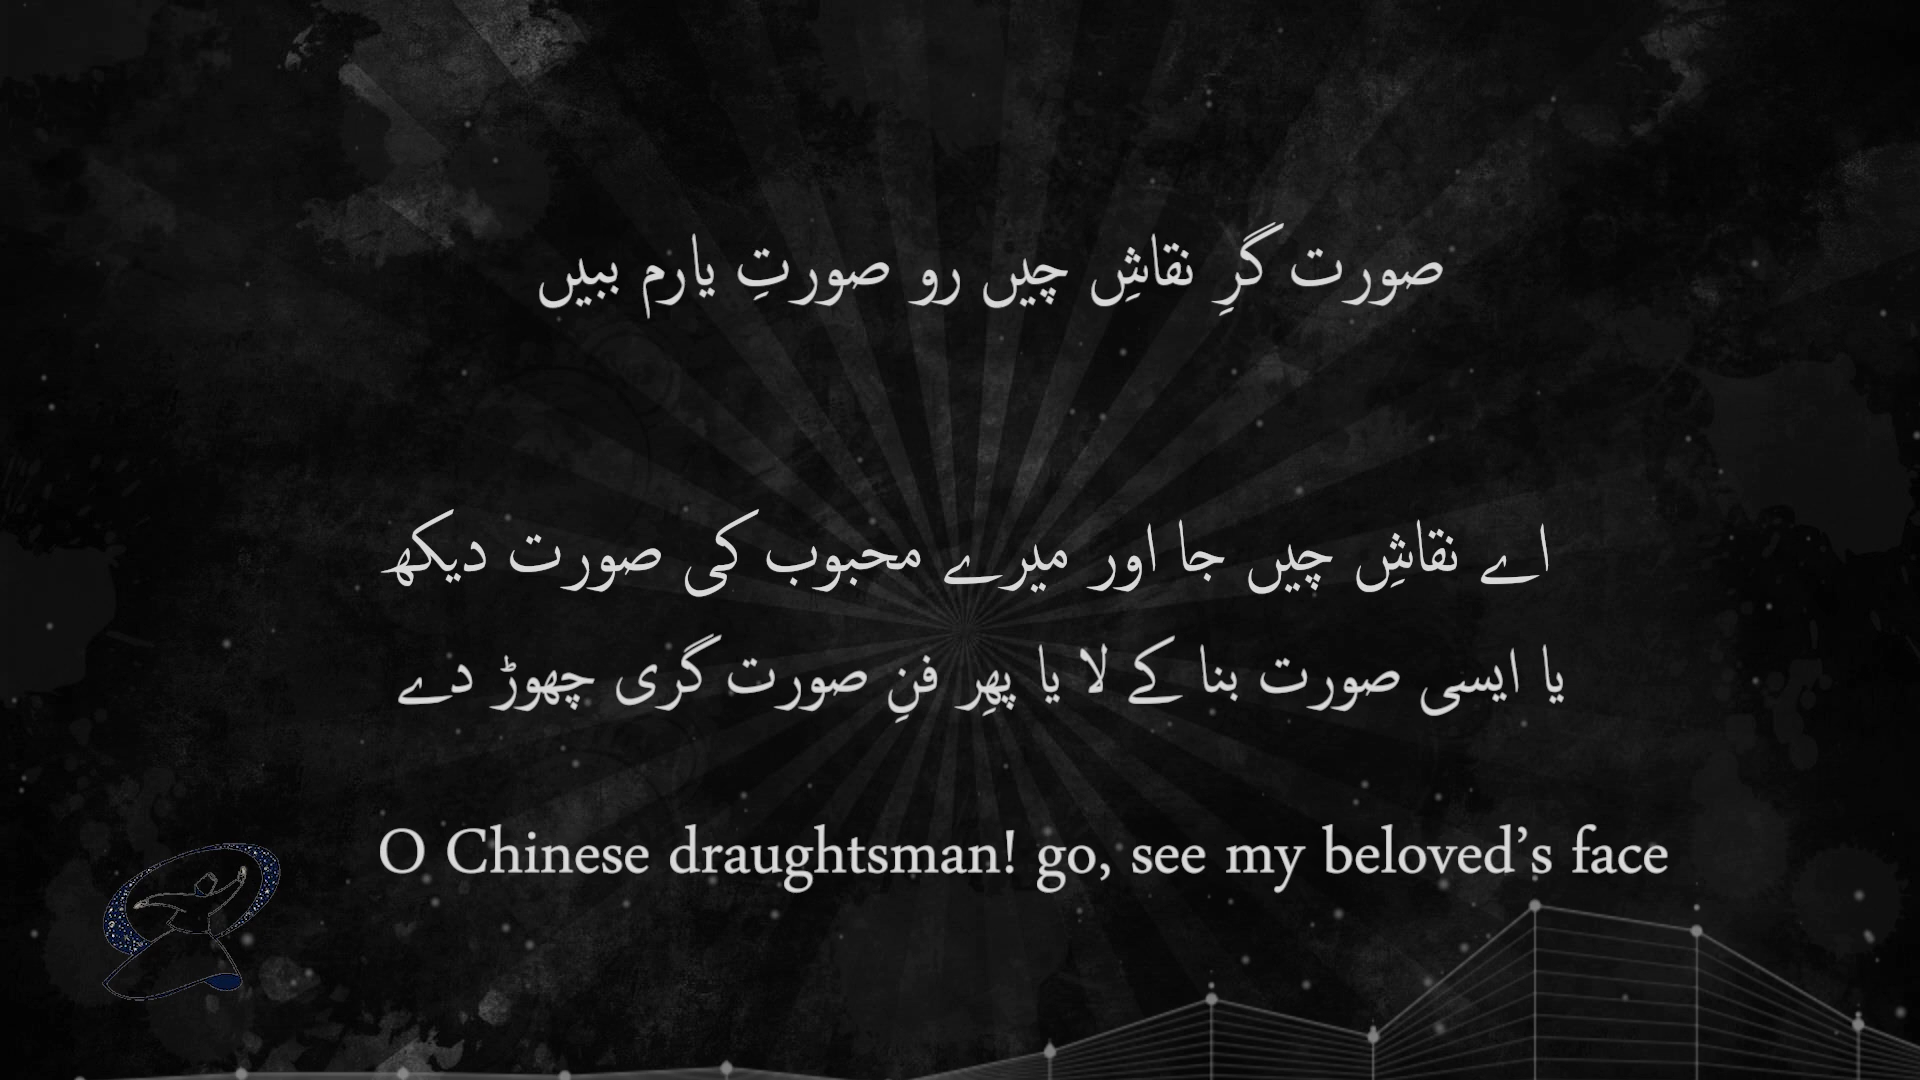 صورت گرِ نقاشِ چیں رو صورتِ یارم ببیں
اے نقاشِ چیں جا اور میرے محبوب کی صورت دیکھ
یا ایسی صورت بنا کے لا یا پھِر فنِ صورت گری چھوڑ دے
O Chinese draughtsman! go, see my beloved’s face